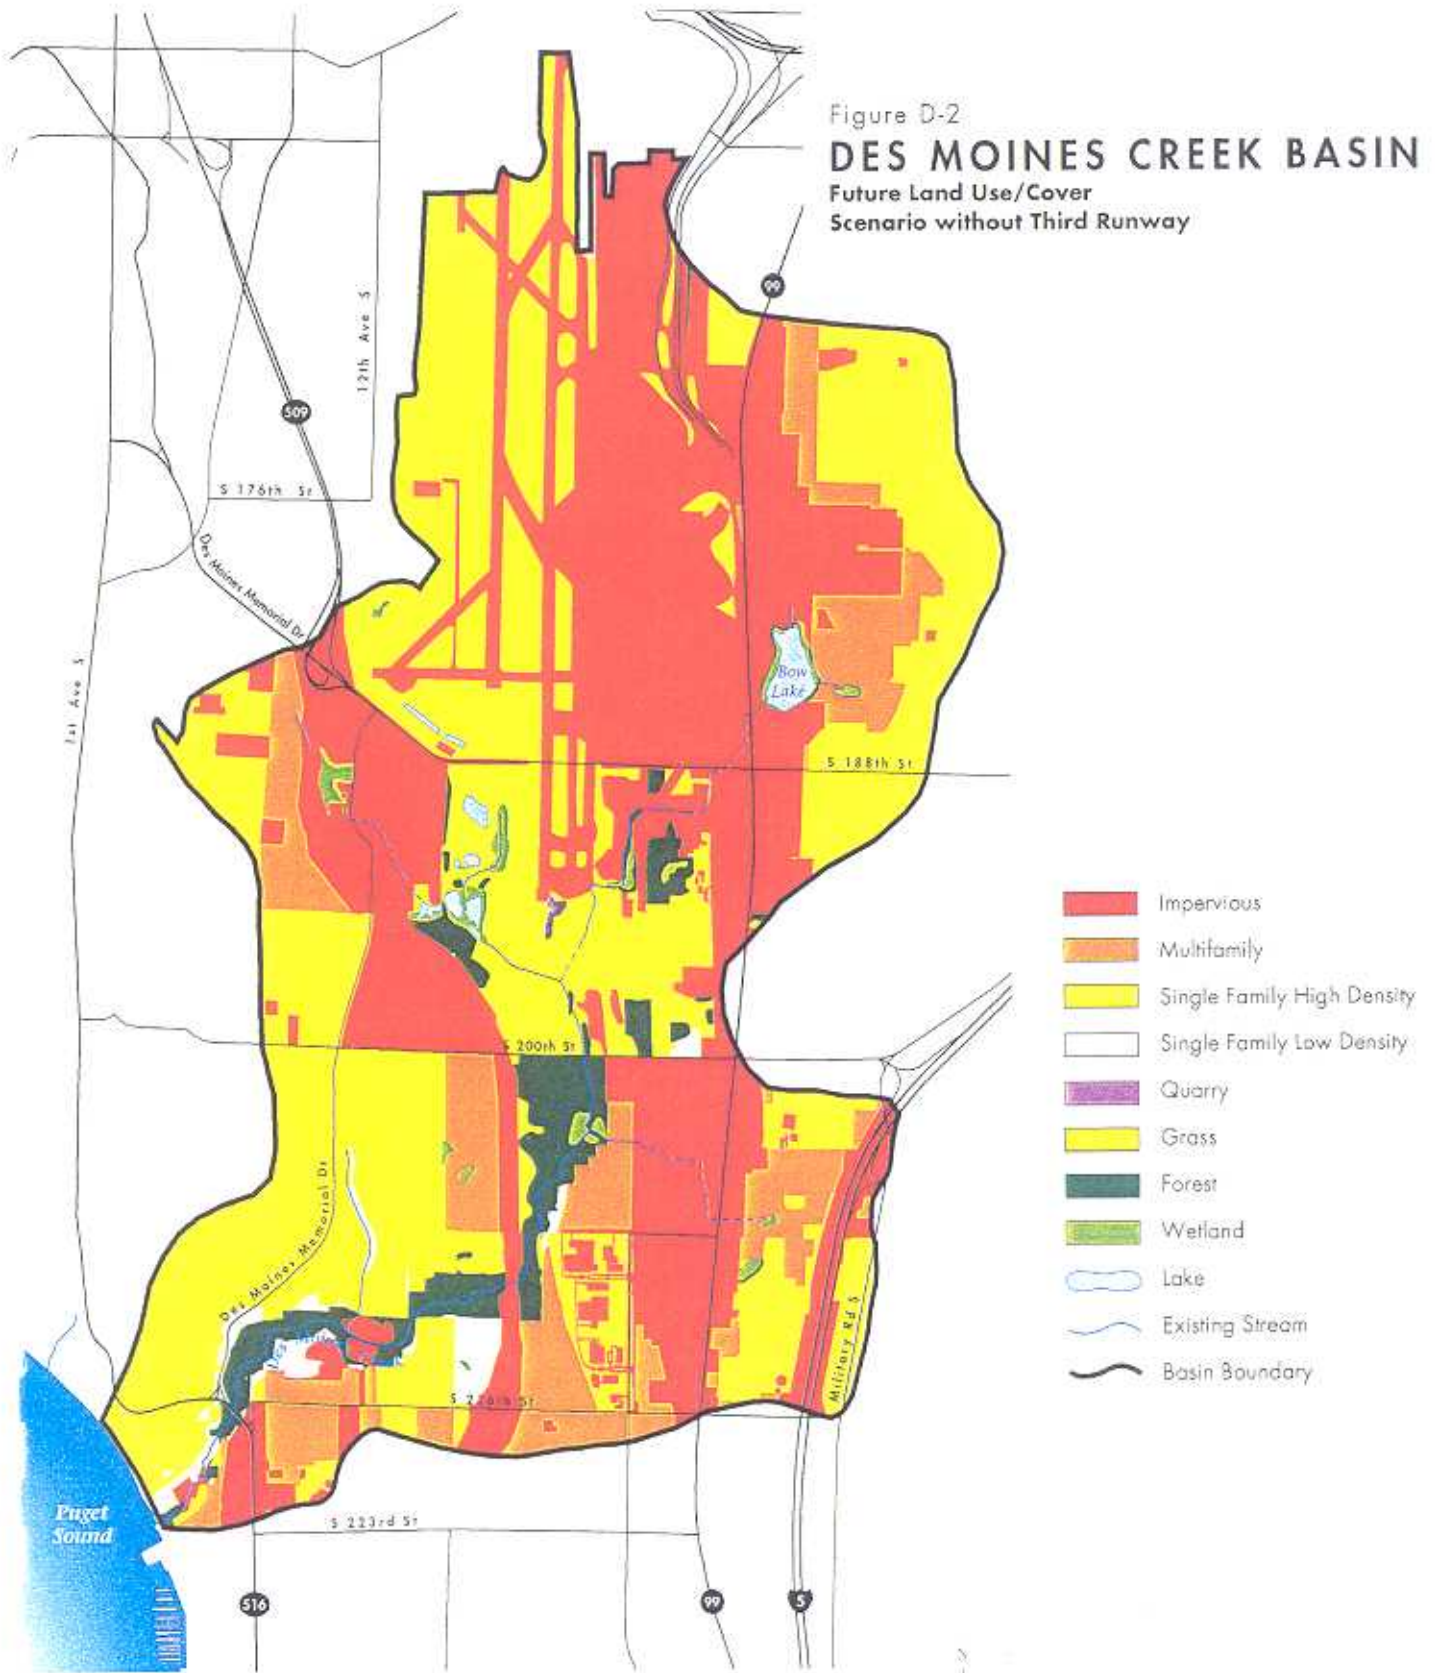 Figure D-2
DES MOINES CREEK BASIN
Future Land Use/Cover
Scenario without Third Runway
99
12th Ave S
509
S 176th St
Des Moines Memorial Dr
1st Ave S
Bow
Lake
S 188th St
Impervious
Multifamily
Single Family High Density
Single Family Low Density
Quarry
Grass
Forest
Wetland
Lake
Existing Stream
Basin Boundary
S 200th St
Des Moines Memorial Dr
Military Rd S
Puget
Sound
S 223rd St
516
99
5